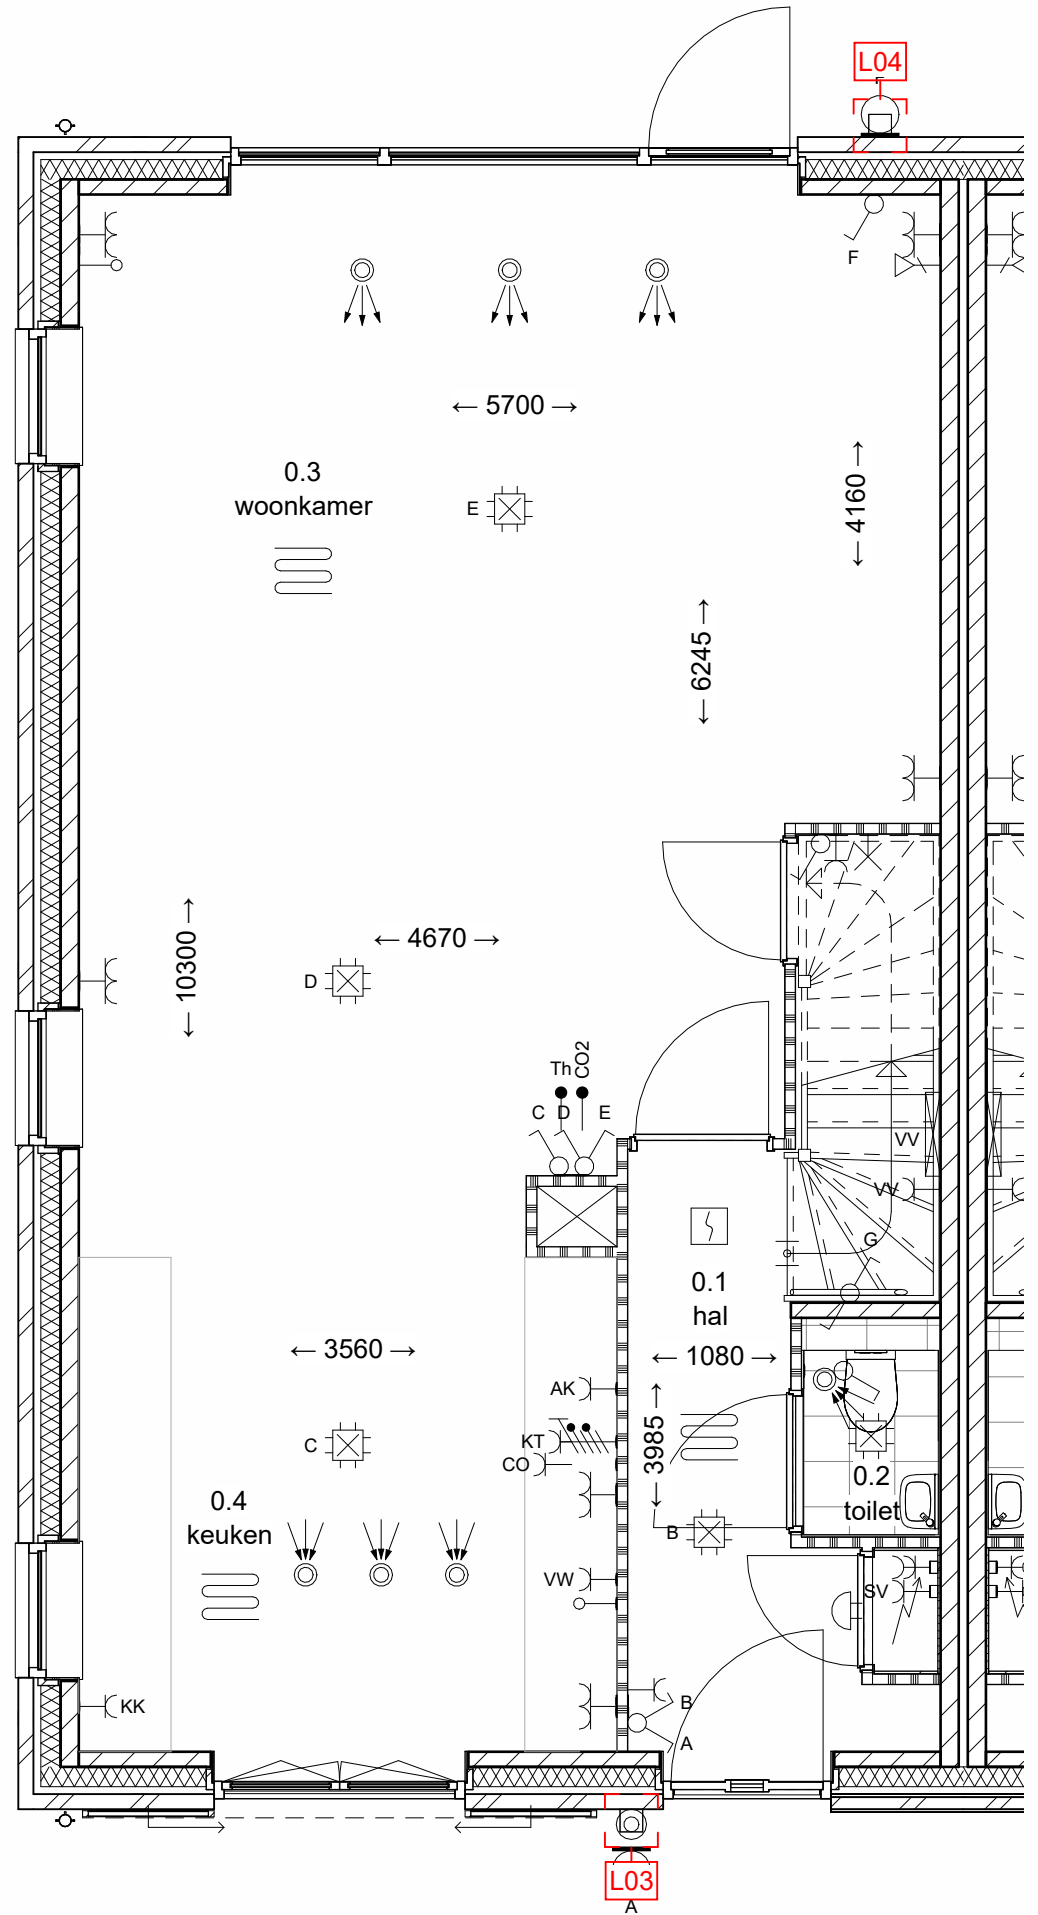 L04
F
F
← 5700 →
0.3
woonkamer
E
← 4160 →
← 6245 →
← 4670 →
← 10300 →
D
Th
CO2
C
D
E
VV
VV
G
0.1
hal
← 3560 →
← 1080 →
AK
← 3985 →
KT
C
CO
0.2
toilet
0.4
keuken
B
VW
SV
KK
B
A
L03
A